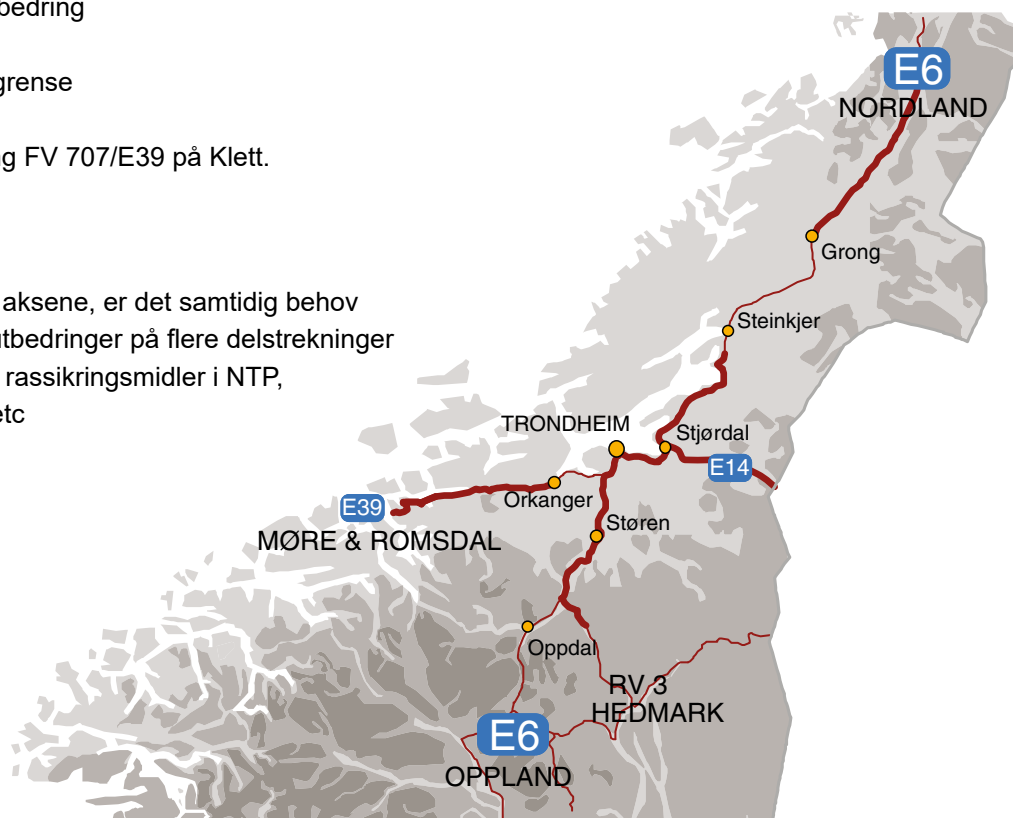 bedring
grense
ng FV 707/E39 på Klett.
aksene, er det samtidig behov
utbedringer på flere delstrekninger
rassikringsmidler i NTP,
etc
E6
NORDLAND
Grong
Steinkjer
TRONDHEIM
Stjørdal
E14
Orkanger
E39
Støren
MØRE & ROMSDAL
Oppdal
RV 3
HEDMARK
E6
OPPLAND